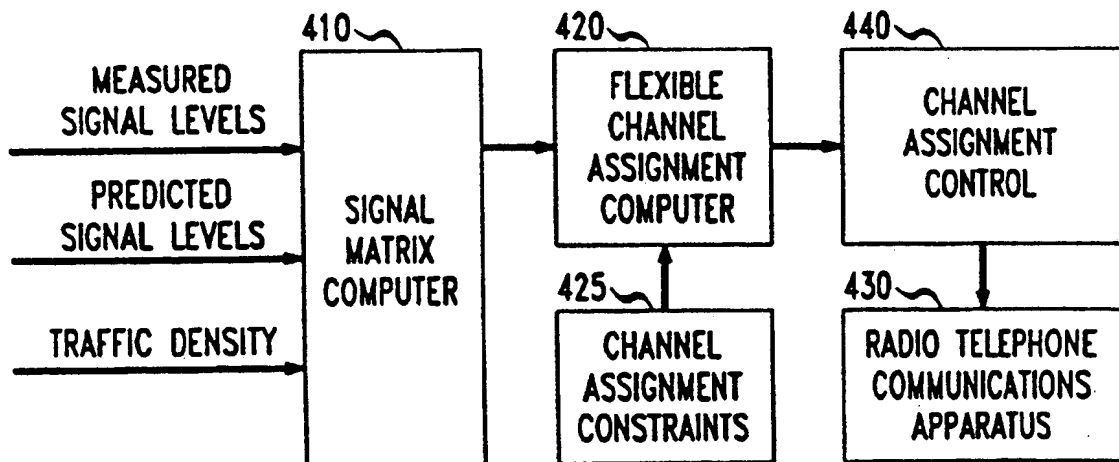 410
420
440
MEASURED
SIGNAL LEVELS
PREDICTED
SIGNAL LEVELS
TRAFFIC DENSITY
SIGNAL
MATRIX
COMPUTER
FLEXIBLE
CHANNEL
ASSIGNMENT
COMPUTER
CHANNEL
ASSIGNMENT
CONTROL
425
CHANNEL
ASSIGNMENT
CONSTRAINTS
430
RADIO TELEPHONE
COMMUNICATIONS
APPARATUS